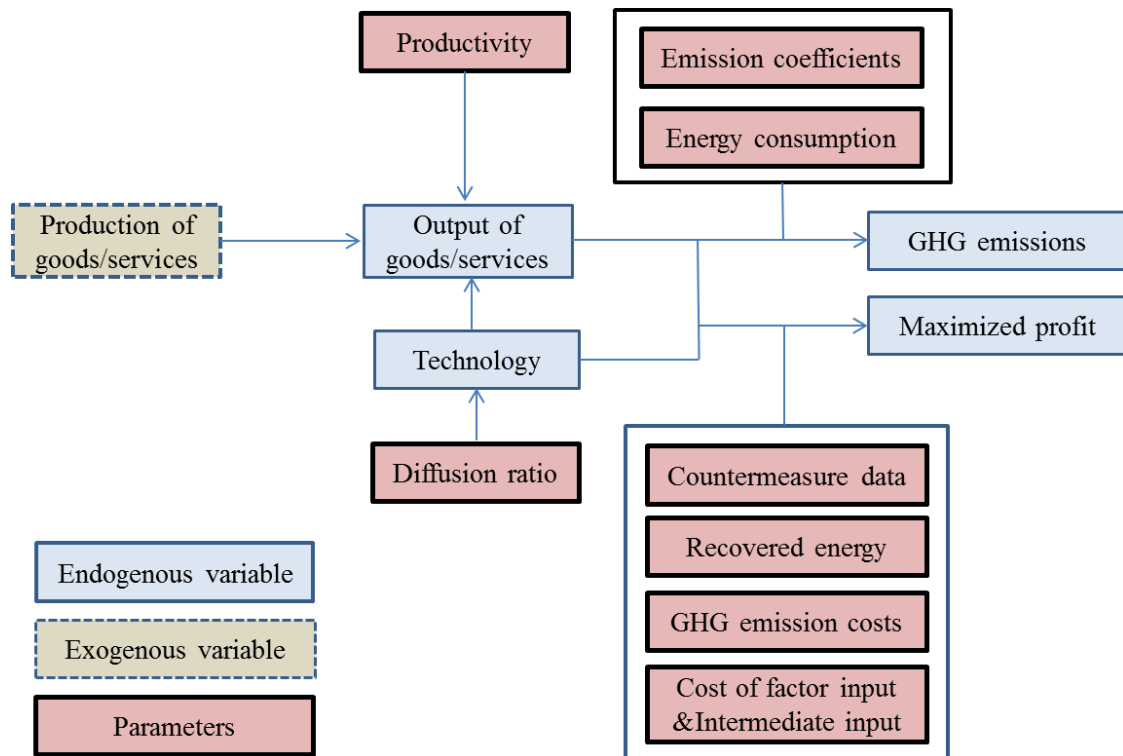 Productivity
Emission coefficients
Energy consumption
Production of
goods/services
Output of
goods/services
GHG emissions
Maximized profit
Technology
Diffusion ratio
Countermeasure data
Recovered energy
GHG emission costs
Cost of factor input
&Intermediate input
Endogenous variable
Exogenous variable
Parameters